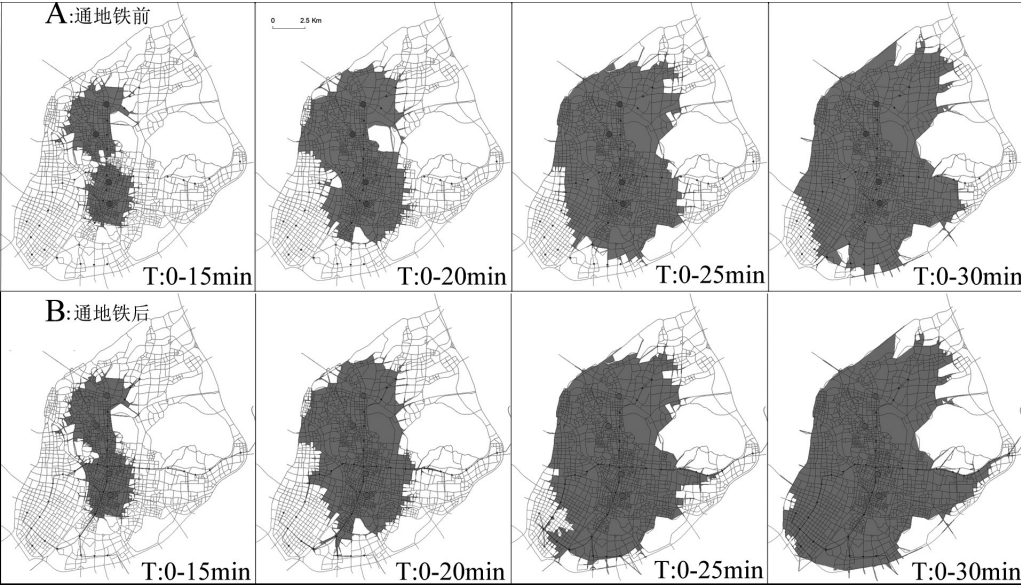 A:通地铁前
0 2.5 Km
T:0-15min
T:0-20min
T:0-25min
T:0-30min
B:通地铁后
T:0-15min
T:0-20min
T:0-25min
T:0-30min